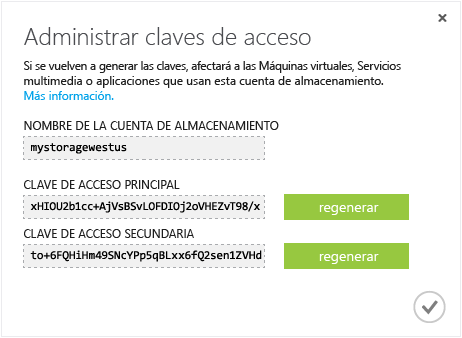 Administrar claves de acceso
Si se vuelven a generar las claves, afectará a las Máquinas virtuales, Servicios
multimedia o aplicaciones que usan esta cuenta de almacenamiento.
Más información.
NOMBRE DE LA CUENTA DE ALMACENAMIENTO
mystoragewestus
CLAVE DE ACCESO PRINCIPAL
xHIOU2b1cc+AjVsBSvLOFDIOj2oVHEZvT98/x regenerar
CLAVE DE ACCESO SECUNDARIA
to+6FQHiHm49SNcYPp5qBLxx6fQ2sen1ZVHd regenerar